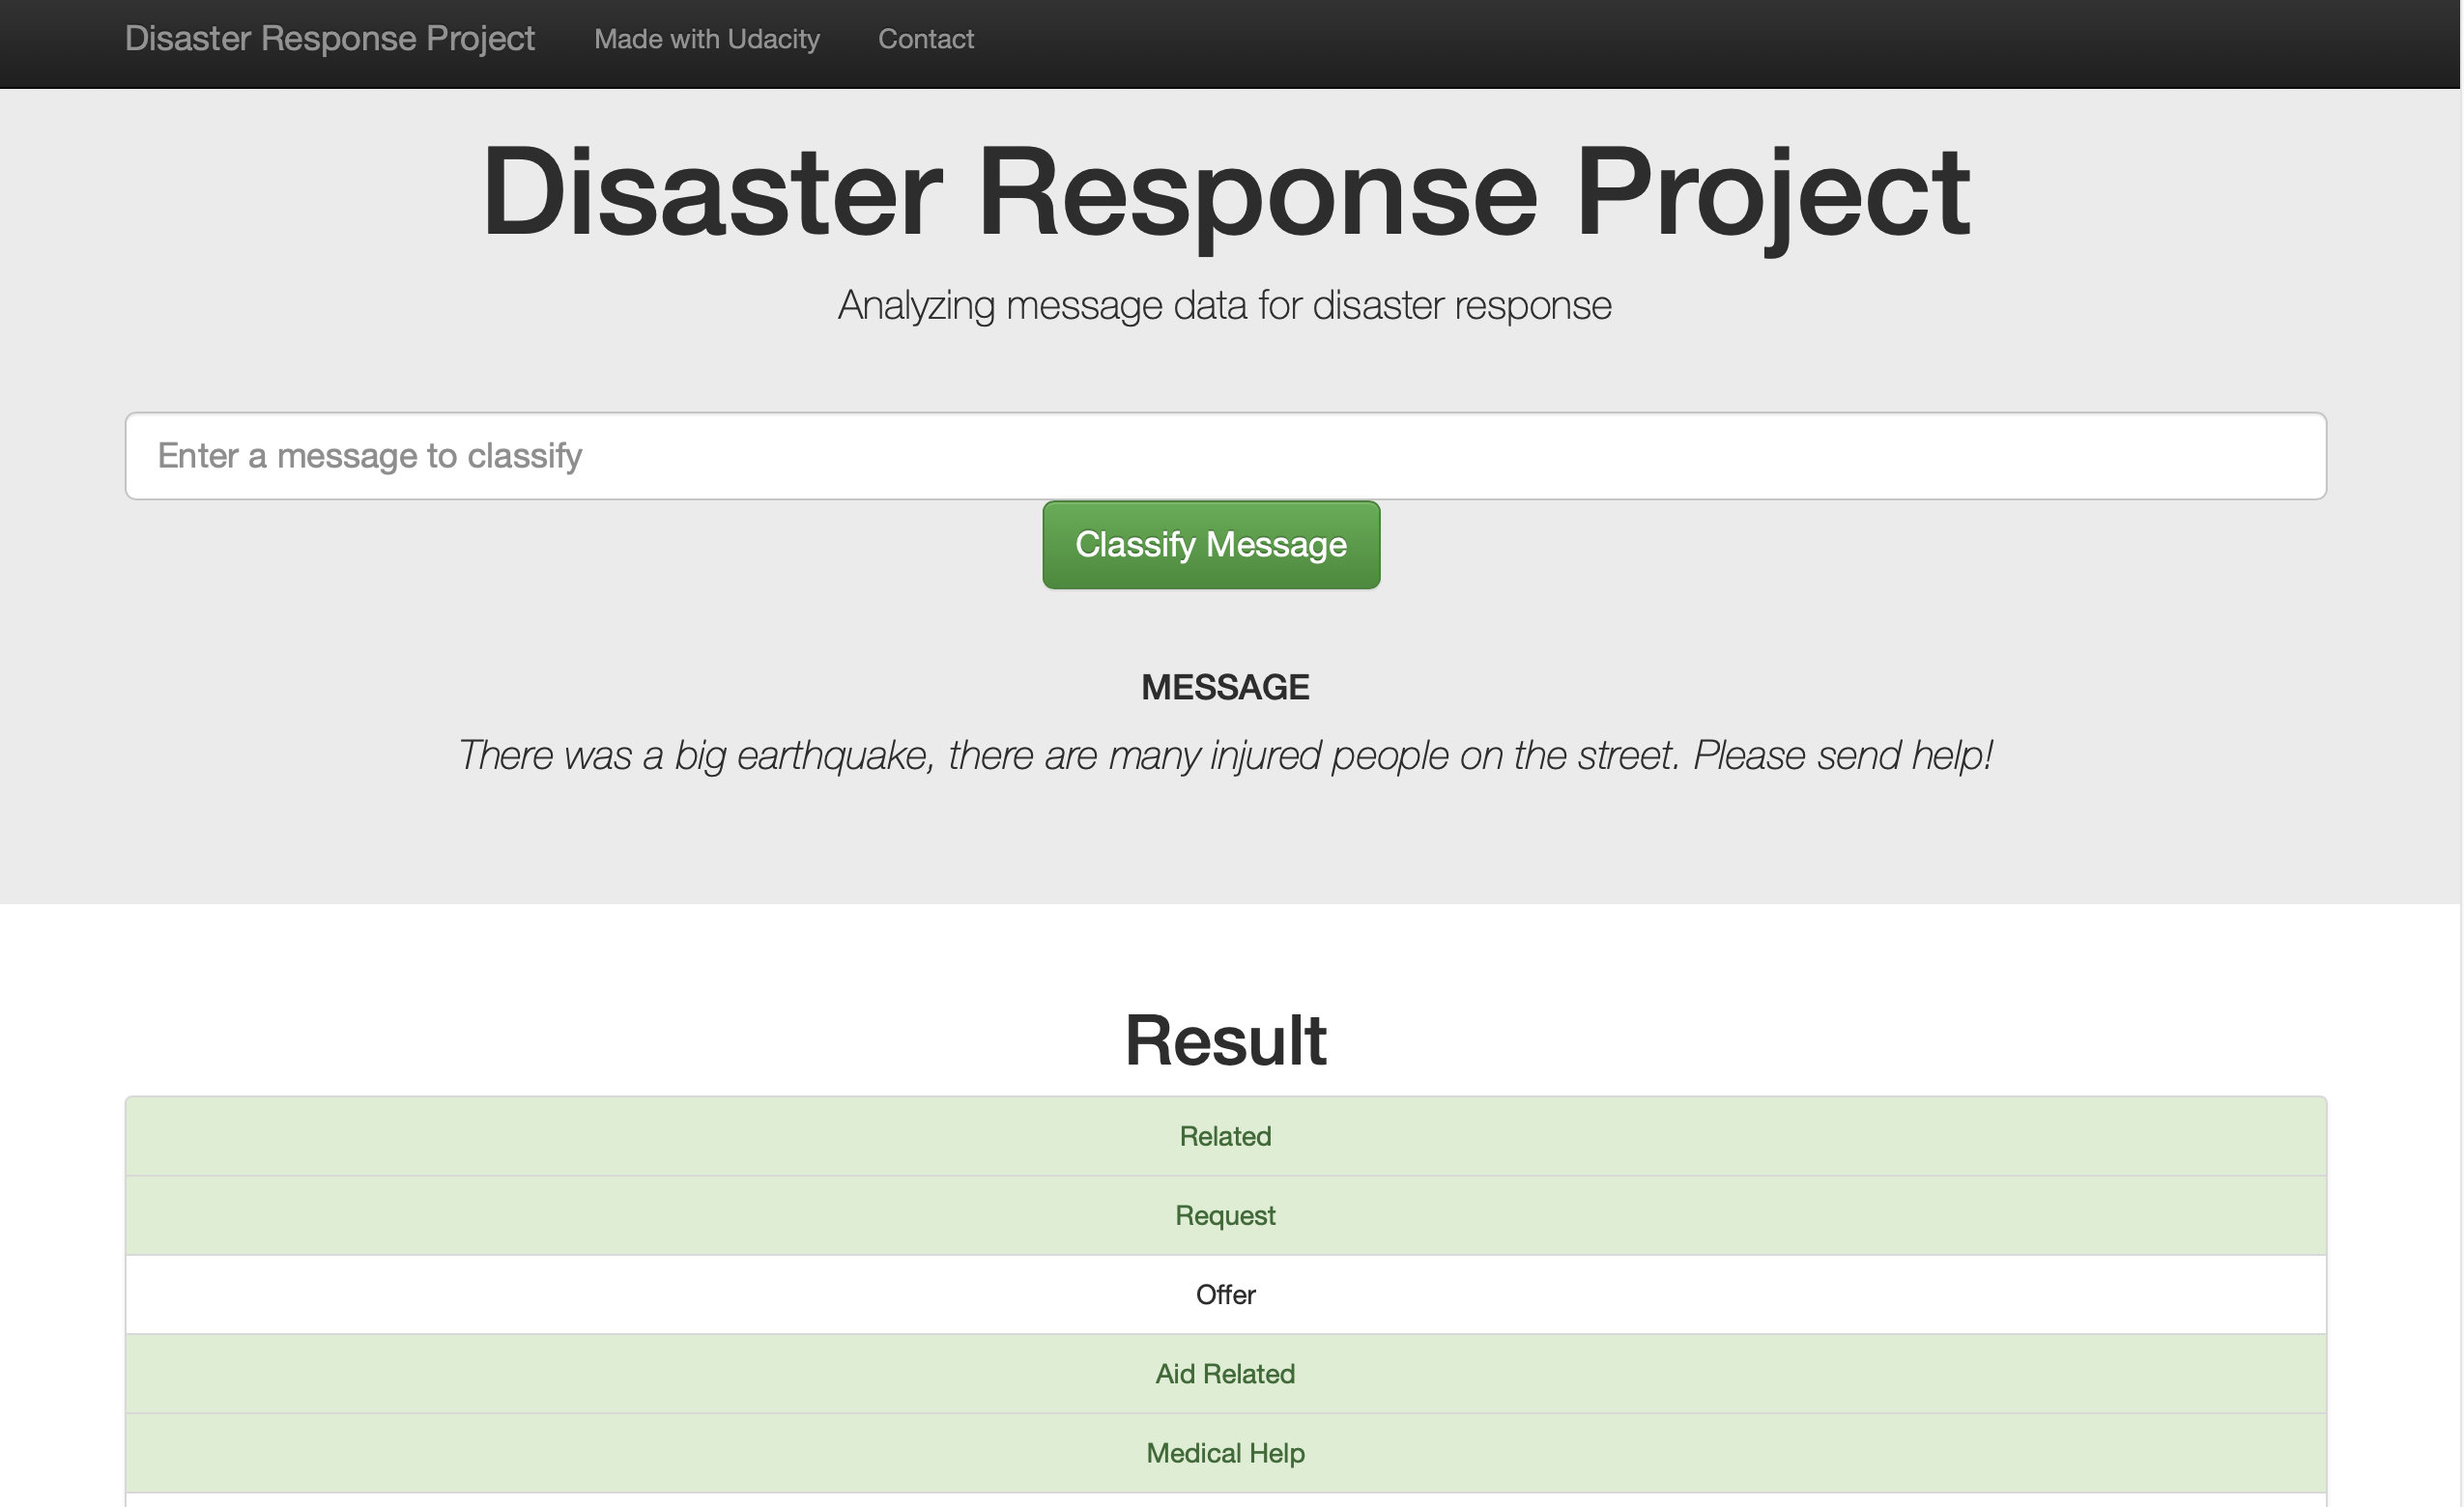 Disaster Response Project Made with Udacity Contact
Disaster Response Project
Analyzing message data for disaster response
Enter a message to classify
Classify Message
MESSAGE
There was a big earthquake, there are many injured people on the street. Please send help!
Result
Related
Request
Offer
Aid Related
Medical Help